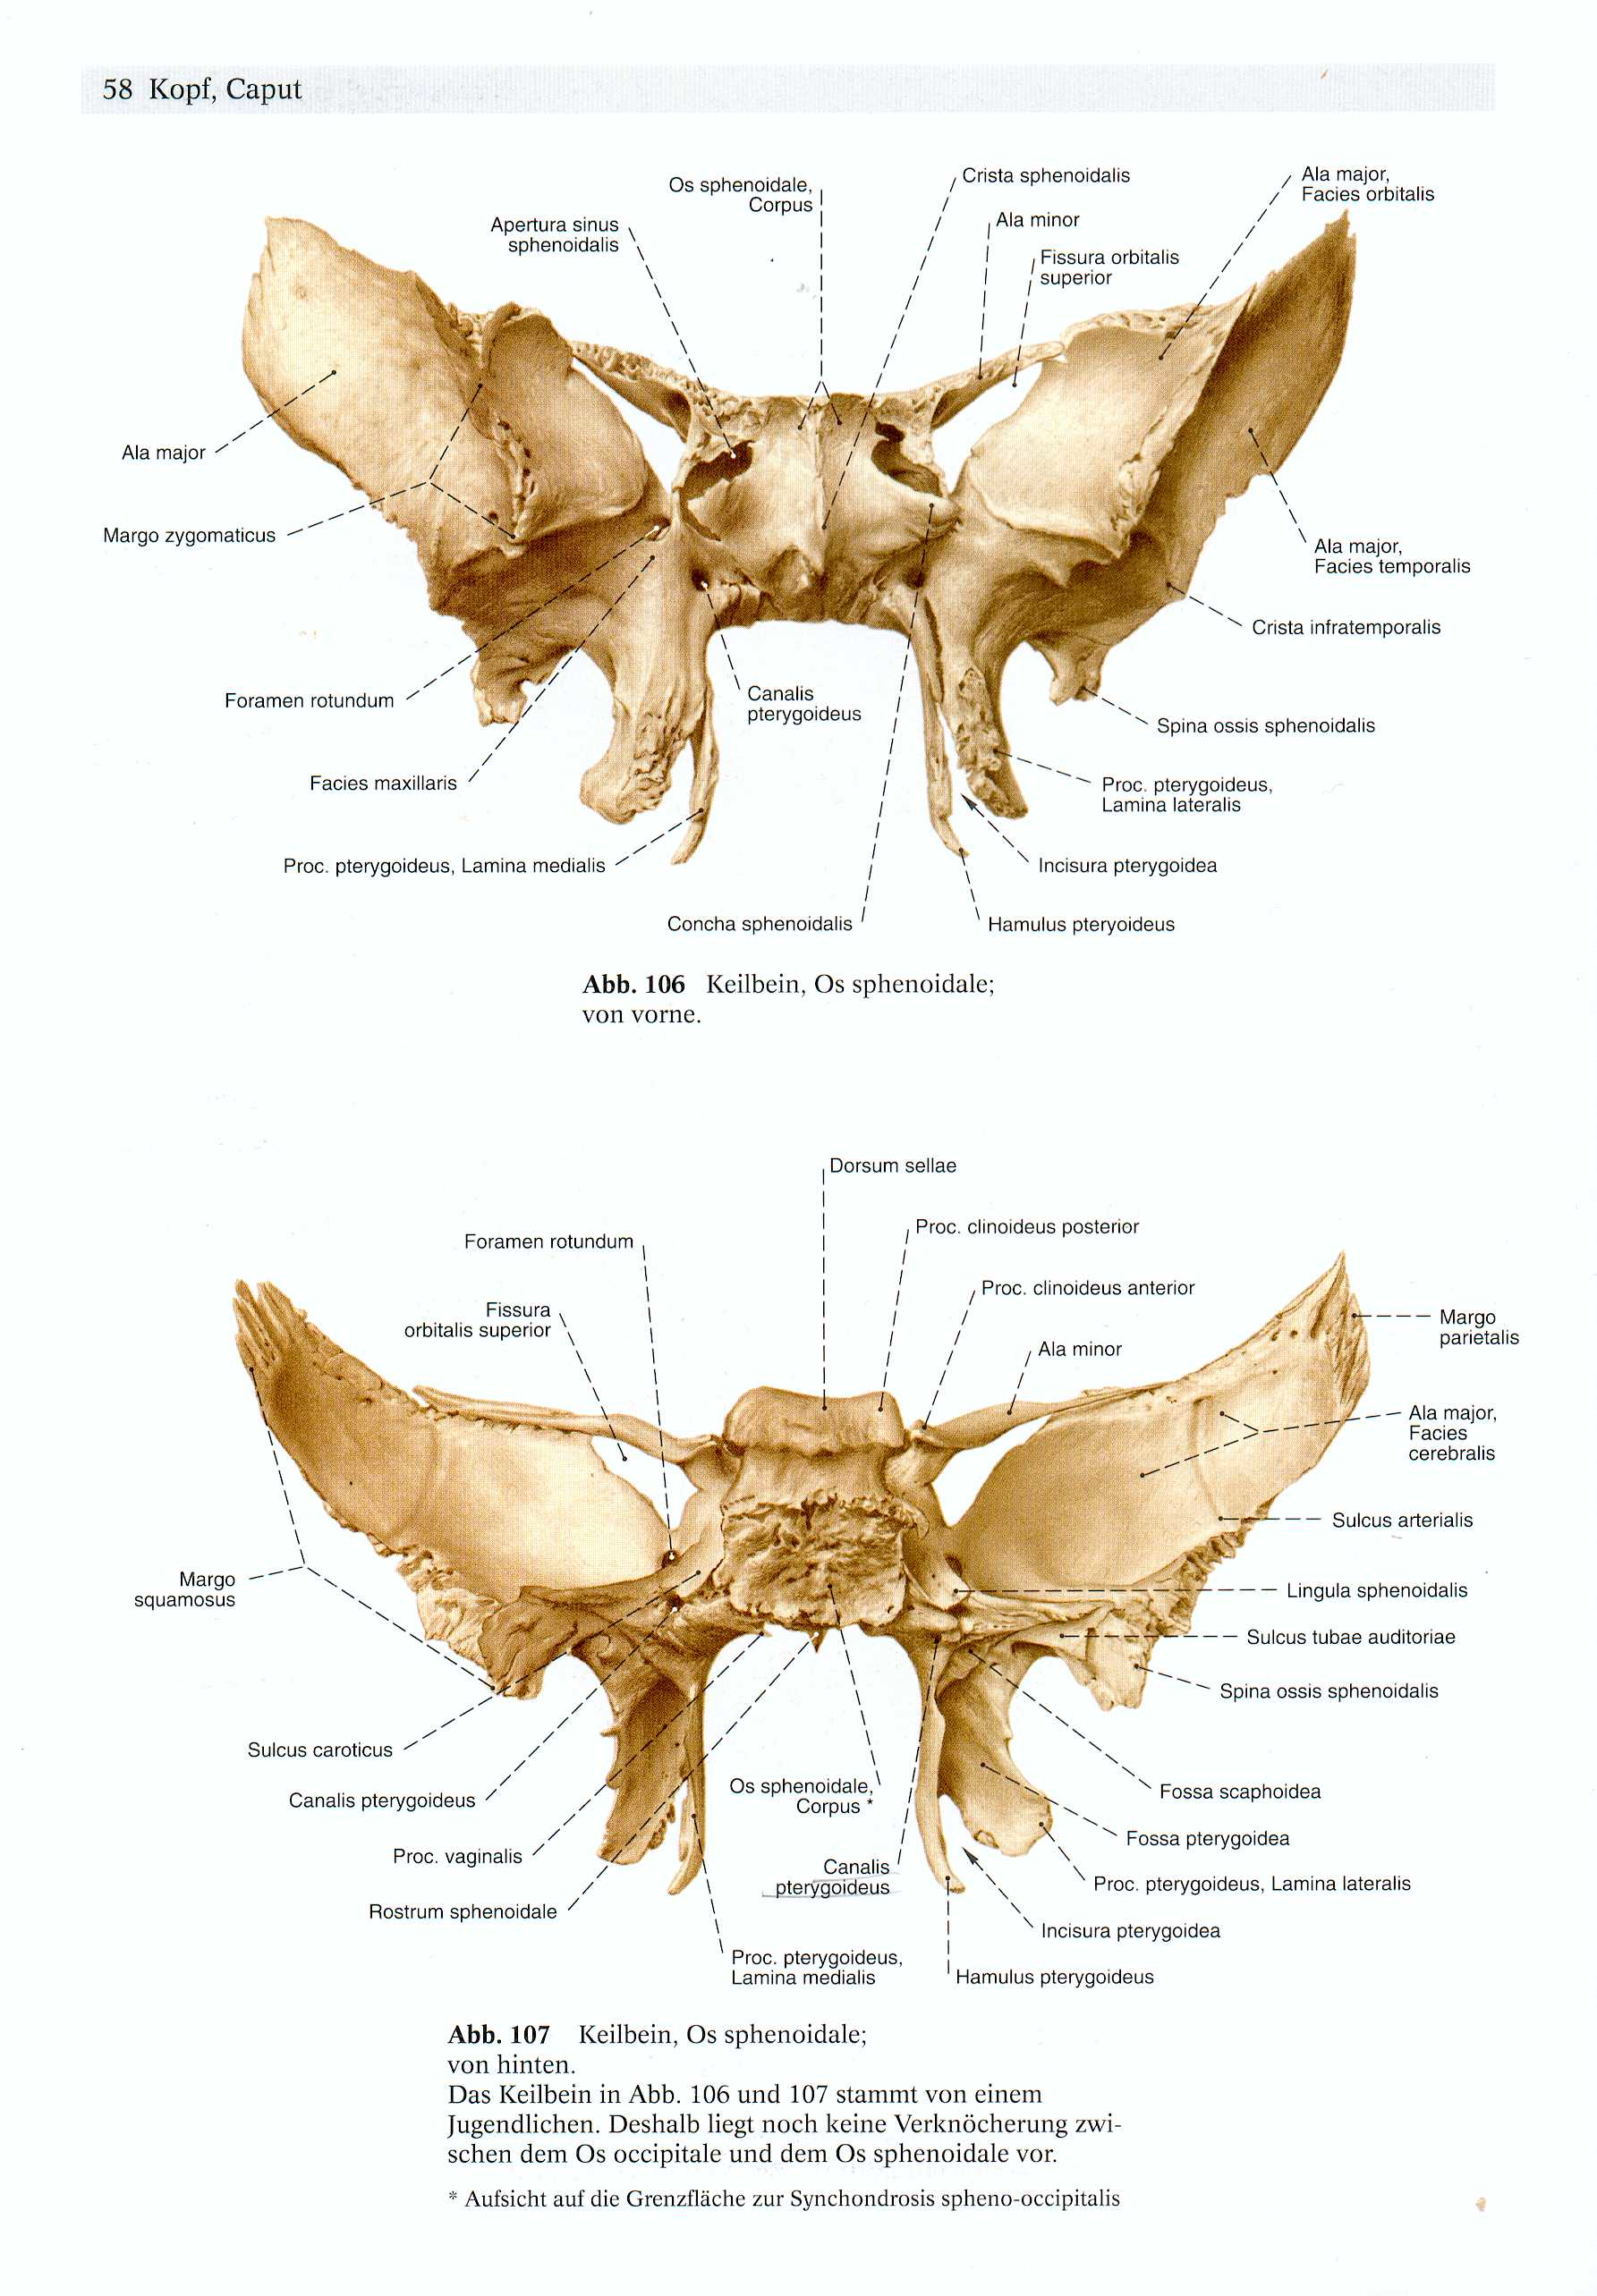 58 Kopf, Caput
Os sphenoidale,
Corpus
Crista sphenoidalis
Ala major,
Facies orbitalis
Apertura sinus
sphenoidalis
Ala minor
Fissura orbitalis
superior
Ala major
Margo zygomaticus
Ala major,
Facies temporalis
Crista infratemporalis
Foramen rotundum
Canalis
pterygoideus
Spina ossis sphenoidalis
Facies maxillaris
Proc. pterygoideus,
Lamina lateralis
Proc. pterygoideus, Lamina medialis
Incisura pterygoidea
Concha sphenoidalis
Hamulus pteryoideus
Abb. 106 Keilbein, Os sphenoidale;
von vorne.
Dorsum sellae
Foramen rotundum
Proc. clinoideus posterior
Fissura
orbitalis superior
Proc. clinoideus anterior
Ala minor
Margo
parietalis
Ala major,
Facies
cerebralis
Sulcus arterialis
Margo
squamosus
Lingula sphenoidalis
Sulcus tubae auditoriae
Spina ossis sphenoidalis
Sulcus caroticus
Canalis pterygoideus
Os sphenoidale,
Corpus *
Fossa scaphoidea
Proc. vaginalis
Canalis
pterygoideus
Fossa pterygoidea
Proc. pterygoideus, Lamina lateralis
Rostrum sphenoidale
Incisura pterygoidea
Proc. pterygoideus,
Lamina medialis
Hamulus pterygoideus
Abb. 107 Keilbein, Os sphenoidale;
von hinten.
Das Keilbein in Abb. 106 und 107 stammt von einem
Jugendlichen. Deshalb liegt noch keine Verknöcherung zwi-
schen dem Os occipitale und dem Os sphenoidale vor.
* Aufsicht auf die Grenzfläche zur Synchondrosis spheno-occipitalis